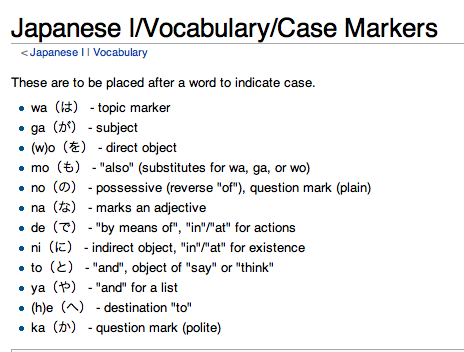 Japanese I/Vocabulary/Case Markers
< Japanese I | Vocabulary
These are to be placed after a word to indicate case.
• wa（は） - topic marker
• ga（が） - subject
• (w)o（を） - direct object
• mo（も） - "also" (substitutes for wa, ga, or wo)
• no（の） - possessive (reverse "of"), question mark (plain)
• na（な） - marks an adjective
• de（で） - "by means of", "in"/"at" for actions
• ni（に） - indirect object, "in"/"at" for existence
• to（と） - "and", object of "say" or "think"
• ya（や） - "and" for a list
• (h)e（へ） - destination "to"
• ka（か） - question mark (polite)